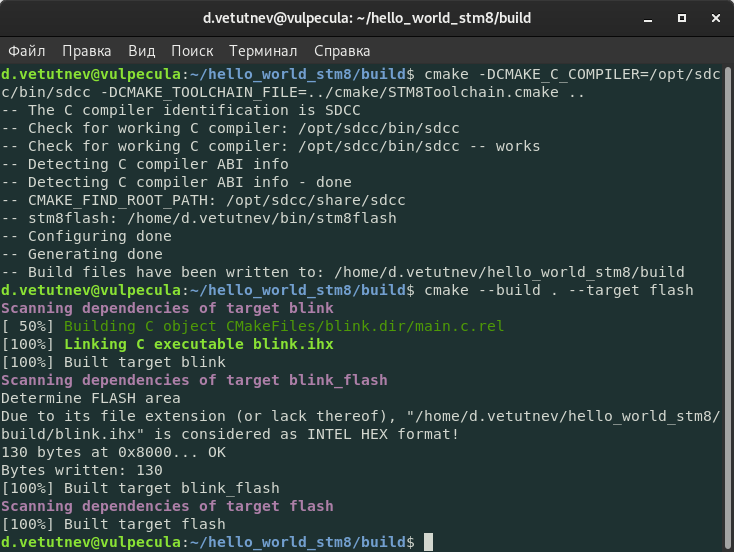 d.vetutnev@vulpecula: ~/hello_world_stm8/build
Файл Правка Вид Поиск Терминал Справка
d.vetutnev@vulpecula:~/hello_world_stm8/build$ cmake -DCMAKE_C_COMPILER=/opt/sdc
c/bin/sdcc -DCMAKE_TOOLCHAIN_FILE=../cmake/STM8Toolchain.cmake ..
-- The C compiler identification is SDCC
-- Check for working C compiler: /opt/sdcc/bin/sdcc
-- Check for working C compiler: /opt/sdcc/bin/sdcc -- works
-- Detecting C compiler ABI info
-- Detecting C compiler ABI info - done
-- CMAKE_FIND_ROOT_PATH: /opt/sdcc/share/sdcc
-- stm8flash: /home/d.vetutnev/bin/stm8flash
-- Configuring done
-- Generating done
-- Build files have been written to: /home/d.vetutnev/hello_world_stm8/build
d.vetutnev@vulpecula:~/hello_world_stm8/build$ cmake --build . --target flash
Scanning dependencies of target blink
[ 50%] Building C object CMakeFiles/blink.dir/main.c.rel
[100%] Linking C executable blink.ihx
[100%] Built target blink
Scanning dependencies of target blink_flash
Determine FLASH area
Due to its file extension (or lack thereof), "/home/d.vetutnev/hello_world_stm8/
build/blink.ihx" is considered as INTEL HEX format!
130 bytes at 0x8000... OK
Bytes written: 130
[100%] Built target blink_flash
Scanning dependencies of target flash
[100%] Built target flash
d.vetutnev@vulpecula:~/hello_world_stm8/build$